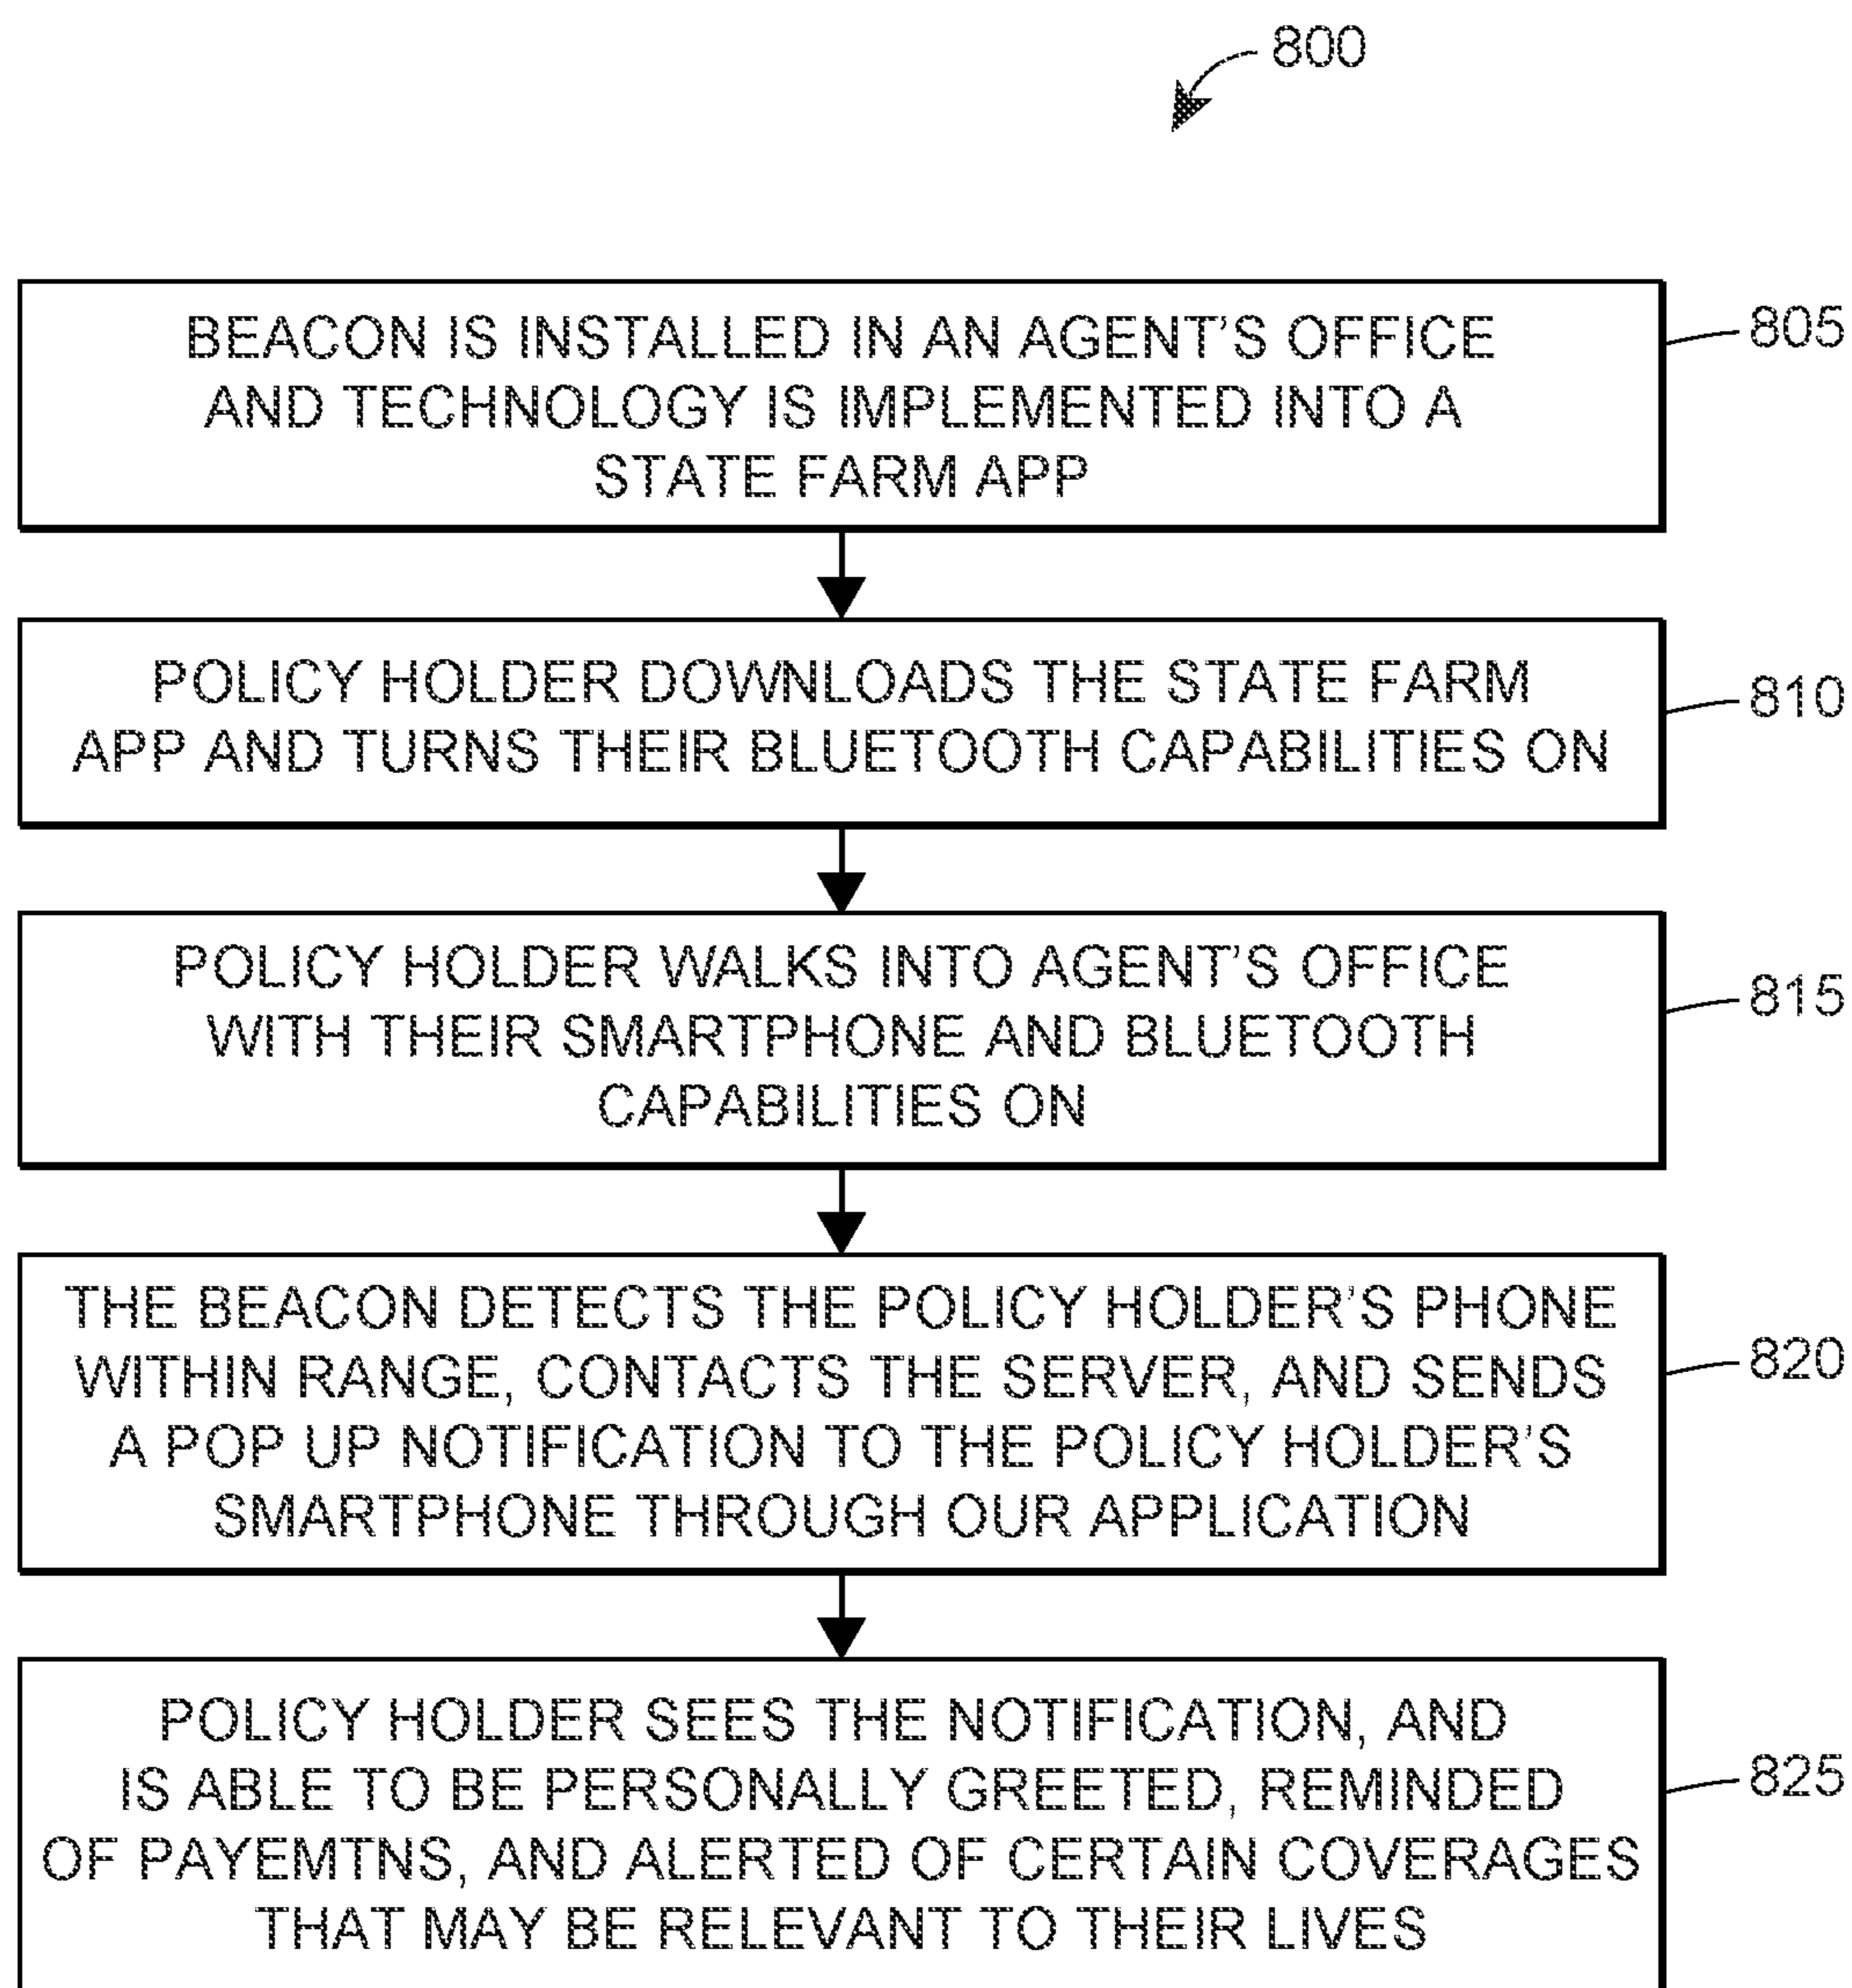 800
BEACON IS INSTALLED IN AN AGENT'S OFFICE
AND TECHNOLOGY IS IMPLEMENTED INTO A
STATE FARM APP
805
POLICY HOLDER DOWNLOADS THE STATE FARM
APP AND TURNS THEIR BLUETOOTH CAPABILITIES ON
810
POLICY HOLDER WALKS INTO AGENT'S OFFICE
WITH THEIR SMARTPHONE AND BLUETOOTH
CAPABILITIES ON
815
THE BEACON DETECTS THE POLICY HOLDER'S PHONE
WITHIN RANGE, CONTACTS THE SERVER, AND SENDS
A POP UP NOTIFICATION TO THE POLICY HOLDER'S
SMARTPHONE THROUGH OUR APPLICATION
820
POLICY HOLDER SEES THE NOTIFICATION, AND
IS ABLE TO BE PERSONALLY GREETED, REMINDED
OF PAYEMTNS, AND ALERTED OF CERTAIN COVERAGES
THAT MAY BE RELEVANT TO THEIR LIVES
825